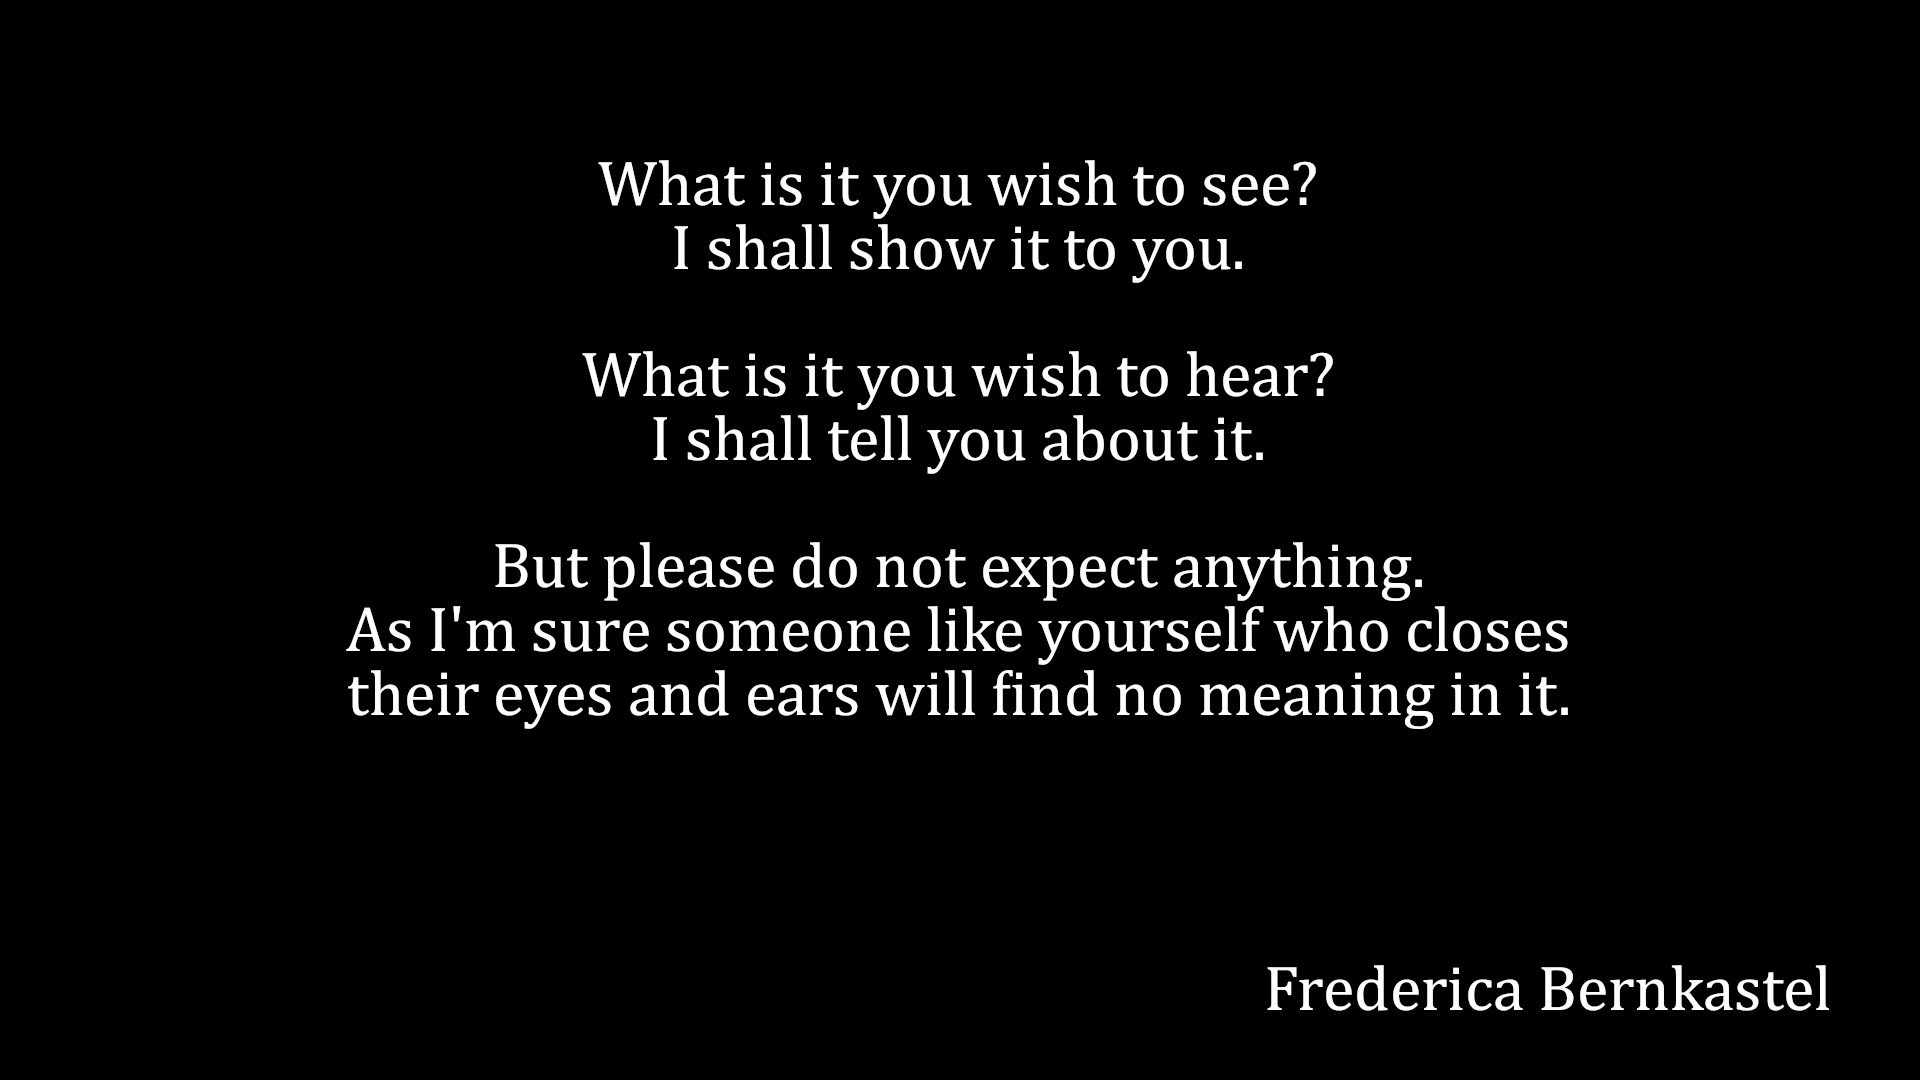 What is it you wish to see?
I shall show it to you.
What is it you wish to hear?
I shall tell you about it.
But please do not expect anything.
As I'm sure someone like yourself who closes
their eyes and ears will find no meaning in it.
Frederica Bernkastel